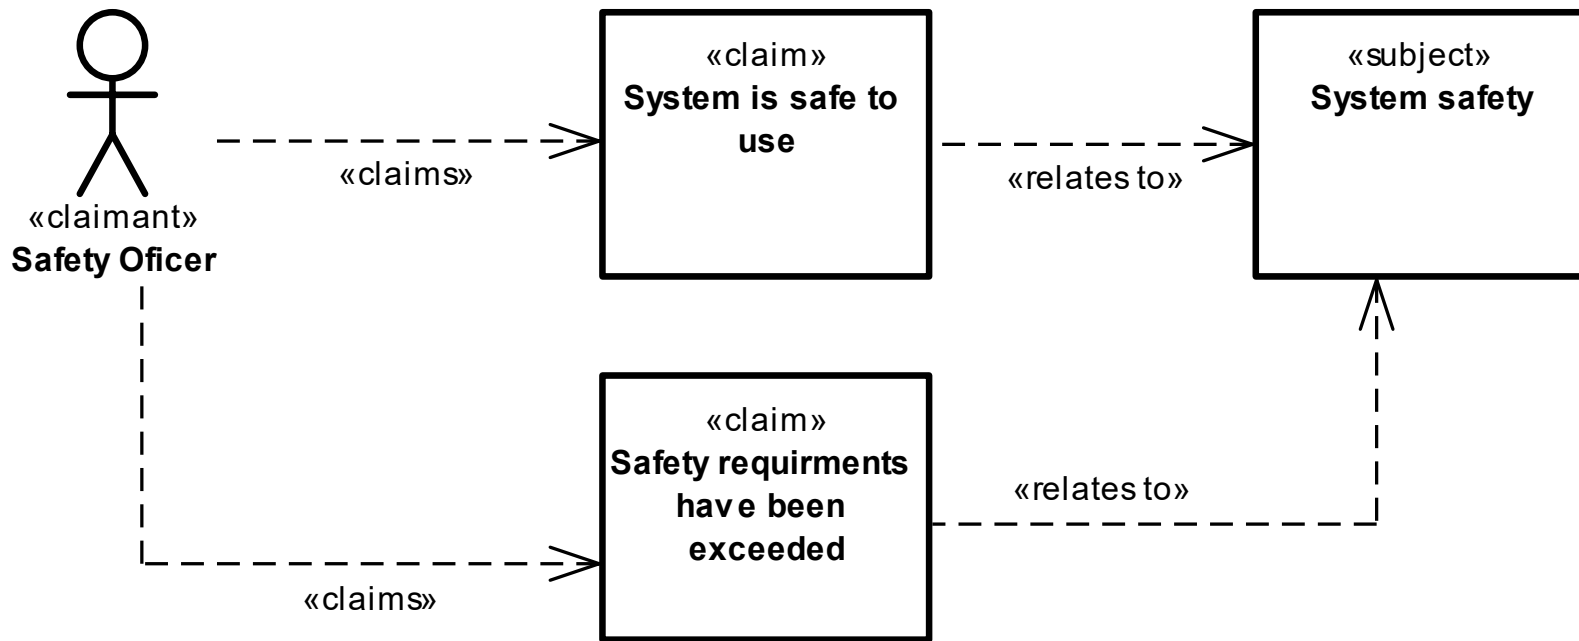 «claim»
System is safe to
use
«subject»
System safety
«claims»
«relates to»
«claimant»
Safety Oficer
«claim»
Safety requirments
have been
exceeded
«relates to»
«claims»